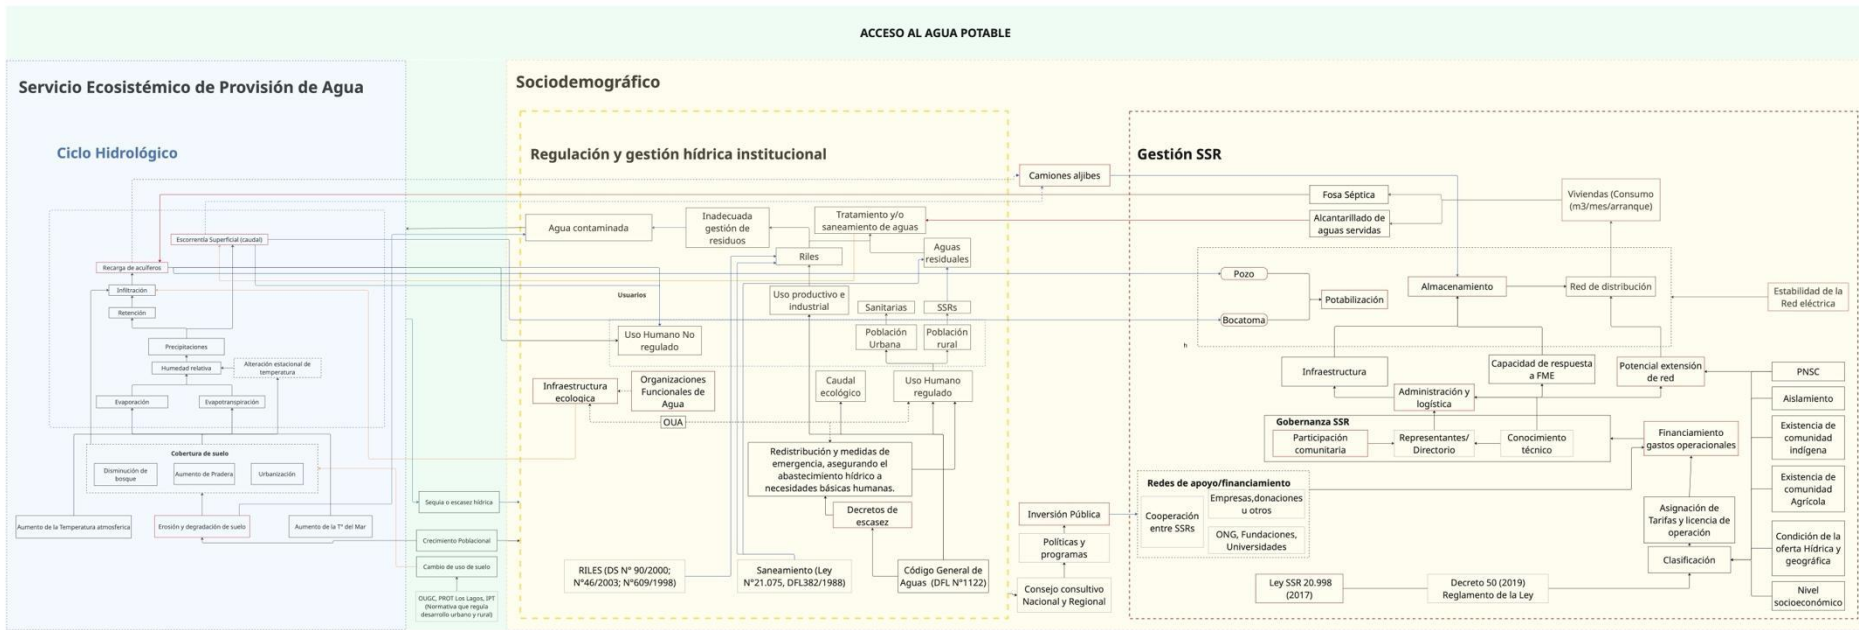 ACCESO AL AGUA POTABLE
Servicio Ecosistémico de Provisión de Agua
Ciclo Hidrológico
Escorrentía Superficial (caudal)
Recarga de acuíferos
Infiltración
Retención
Precipitaciones
Humedad relativa
Alteración estacional de
temperatura
Evaporación
Evapotranspiración
Cobertura de suelo
Disminución de
bosque
Aumento de Pradera
Urbanización
Aumento de la Temperatura atmosferica
Erosión y degradación de suelo
Aumento de la T° del Mar
Sequía o escasez hídrica
Crecimiento Poblacional
Cambio de uso de suelo
OUGC, PROT Los Lagos, IPT
(Normativa que regula
desarrollo urbano y rural)
Sociodemográfico
Regulación y gestión hídrica institucional
Agua contaminada
Inadecuada
gestión de
residuos
Tratamiento y/o
saneamiento de aguas
Riles
Aguas
residuales
Usuarios
Uso productivo e
industrial
Sanitarias
SSRs
Uso Humano No
regulado
Población
Urbana
Población
rural
Infraestructura
ecologica
Organizaciones
Funcionales de
Agua
OUA
Caudal
ecológico
Uso Humano
regulado
Redistribución y medidas de
emergencia, asegurando el
abastecimiento hídrico a
necesidades básicas humanas.
Decretos de
escasez
RILES (DS N° 90/2000;
N°46/2003; N°609/1998)
Saneamiento (Ley
N°21.075, DFL382/1988)
Código General de
Aguas (DFL N°1122)
Camiones aljibes
Inversión Pública
Políticas y
programas
Consejo consultivo
Nacional y Regional
Gestión SSR
Fosa Séptica
Alcantarillado de
aguas servidas
Viviendas (Consumo
(m3/mes/arranque)
Pozo
Bocatoma
Potabilización
Almacenamiento
Red de distribución
Estabilidad de la
Red eléctrica
h
Infraestructura
Capacidad de respuesta
a FME
Potencial extensión
de red
Administración y
logística
Gobernanza SSR
Participación
comunitaria
Representantes/
Directorio
Conocimiento
técnico
Financiamiento
gastos operacionales
Redes de apoyo/financiamiento
Cooperación
entre SSRs
Empresas,donaciones
u otros
ONG, Fundaciones,
Universidades
Asignación de
Tarifas y licencia de
operación
Clasificación
Ley SSR 20.998
(2017)
Decreto 50 (2019)
Reglamento de la Ley
PNSC
Aislamiento
Existencia de
comunidad
indígena
Existencia de
comunidad
Agrícola
Condición de la
oferta Hídrica y
geográfica
Nivel
socioeconómico